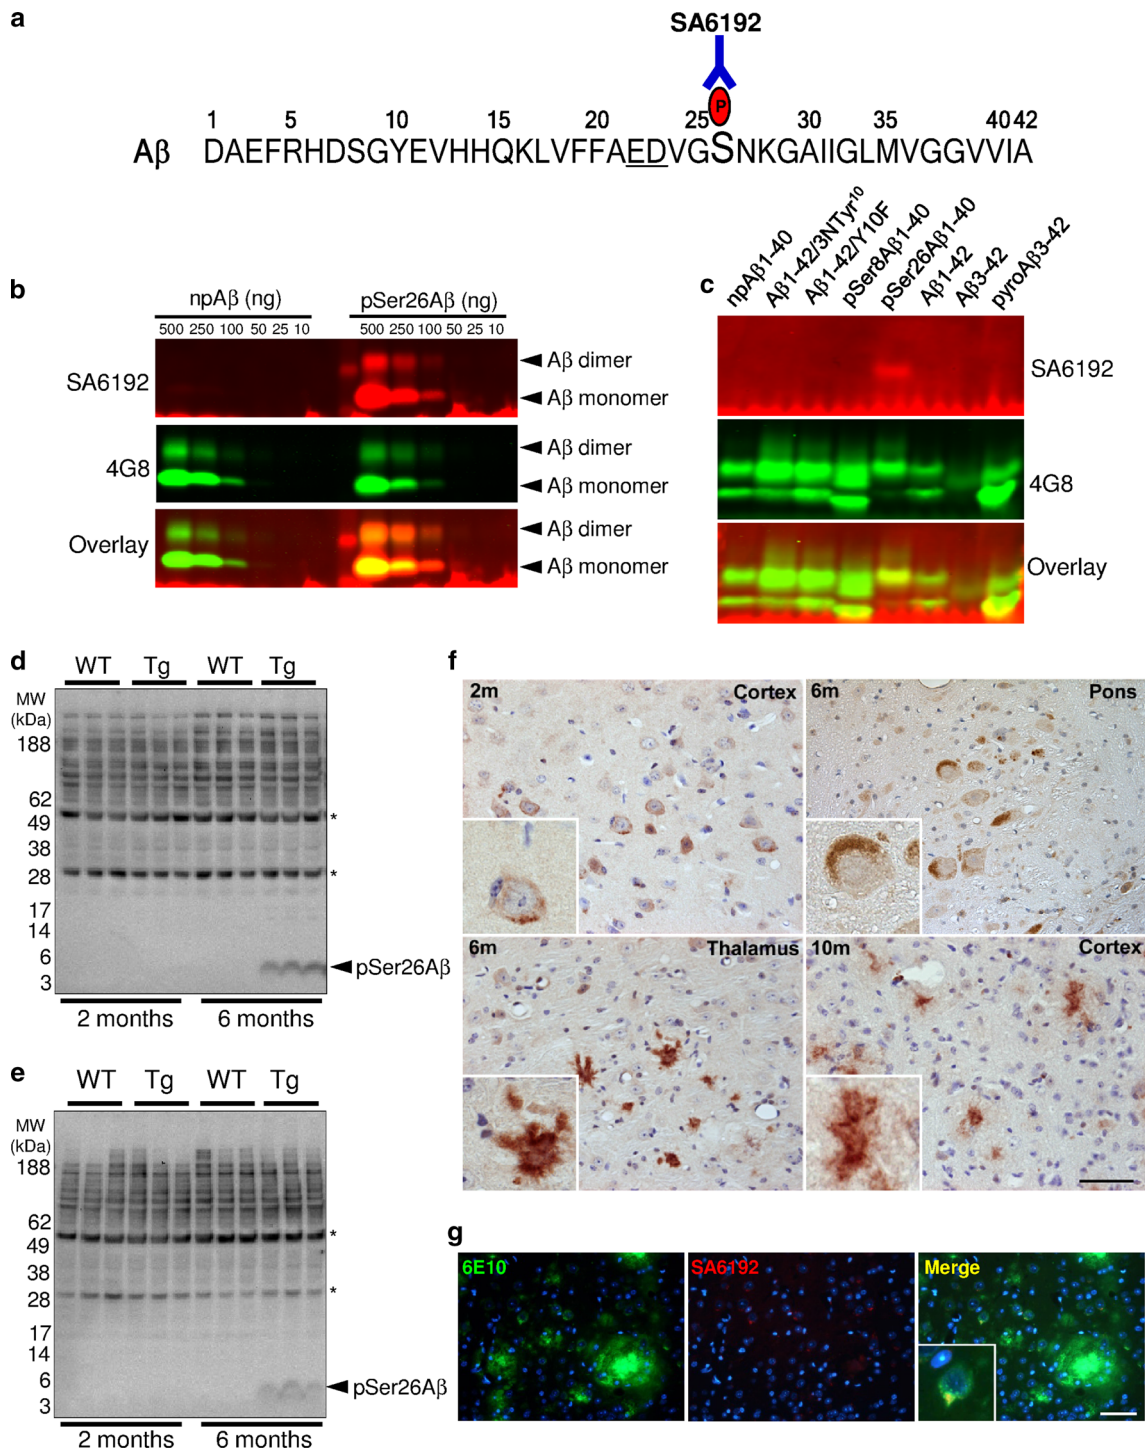 a
SA6192
P
1 5 10 15 20 25 30 35 40 42
Aβ DAEFRHDSGYEVHHQKLVFFAEDVGSNKGAIIGLMVGGVVIA
b
npAβ (ng) pSer26Aβ (ng)
500 250 100 50 25 10 500 250 100 50 25 10
SA6192
Aβ dimer
Aβ monomer
4G8
Aβ dimer
Aβ monomer
Overlay
Aβ dimer
Aβ monomer
c
npAβ1-40
Aβ1-42/3NTyr¹⁰
Aβ1-42/Y10F
pSer8Aβ1-40
pSer26Aβ1-40
Aβ1-42
Aβ3-42
pyroAβ3-42
SA6192
4G8
Overlay
d
WT Tg WT Tg
MW
(kDa)
188
62
49
*
38
28
*
17
14
6
3
pSer26Aβ
2 months 6 months
e
WT Tg WT Tg
MW
(kDa)
188
62
49
*
38
28
*
17
14
6
3
pSer26Aβ
2 months 6 months
f
2m Cortex
6m Pons
6m Thalamus
10m Cortex
g
6E10
SA6192
Merge